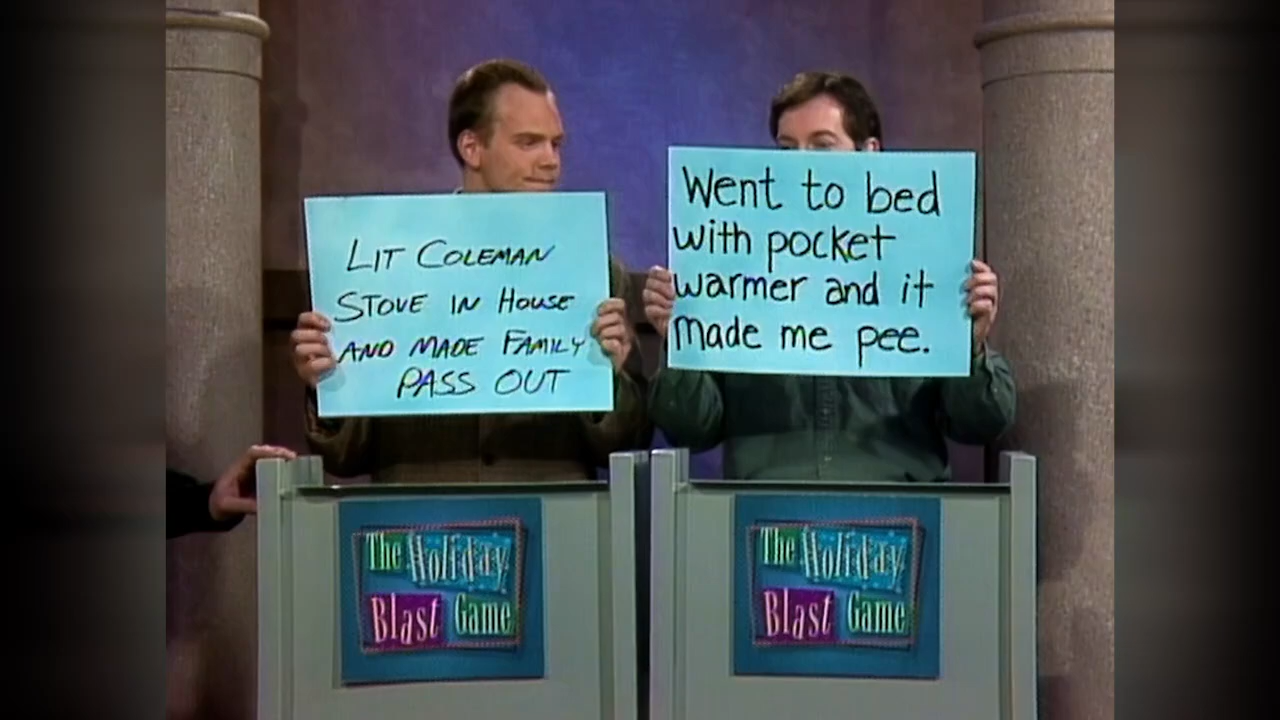 LIT COLEMAN
STOVE IN HOUSE
AND MADE FAMILY
PASS OUT
Went to bed
with pocket
warmer and it
made me pee.
The Holiday
Blast Game
The Holiday
Blast Game